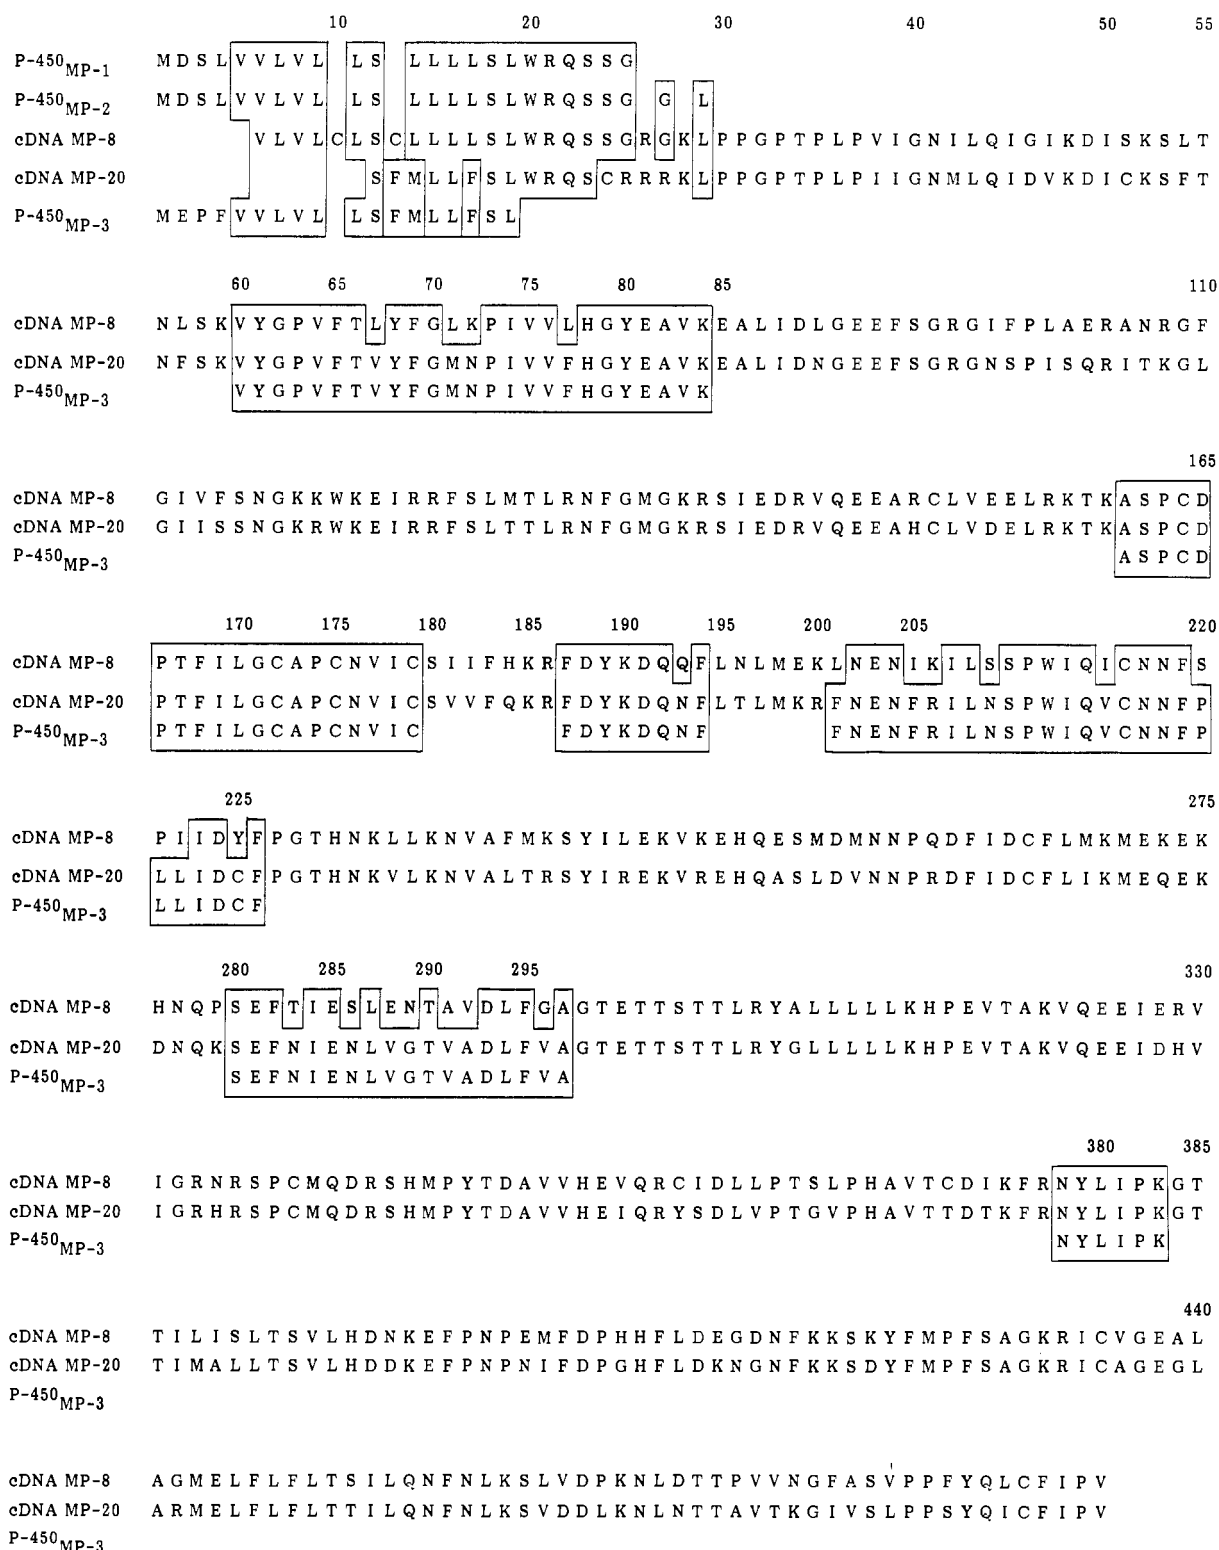 10 20 30 40 50 55
P-450MP-1 M D S L V V L V L L S L L L L S L W R Q S S G
P-450MP-2 M D S L V V L V L L S L L L L S L W R Q S S G G L
cDNA MP-8 V L V L C L S C L L L L S L W R Q S S G R G K L P P G P T P L P V I G N I L Q I G I K D I S K S L T
cDNA MP-20 S F M L L F S L W R Q S C R R R K L P P G P T P L P I I G N M L Q I D V K D I C K S F T
P-450MP-3 M E P F V V L V L L S F M L L F S L
60 65 70 75 80 85 110
cDNA MP-8 N L S K V Y G P V F T L Y F G L K P I V V L H G Y E A V K E A L I D L G E E F S G R G I F P L A E R A N R G F
cDNA MP-20 N F S K V Y G P V F T V Y F G M N P I V V F H G Y E A V K E A L I D N G E E F S G R G N S P I S Q R I T K G L
P-450MP-3 V Y G P V F T V Y F G M N P I V V F H G Y E A V K
165
cDNA MP-8 G I V F S N G K K W K E I R R F S L M T L R N F G M G K R S I E D R V Q E E A R C L V E E L R K T K A S P C D
cDNA MP-20 G I I S S N G K R W K E I R R F S L T T L R N F G M G K R S I E D R V Q E E A H C L V D E L R K T K A S P C D
P-450MP-3 A S P C D
170 175 180 185 190 195 200 205 220
cDNA MP-8 P T F I L G C A P C N V I C S I I F H K R F D Y K D Q Q F L N L M E K L N E N I K I L S S P W I Q I C N N F S
cDNA MP-20 P T F I L G C A P C N V I C S V V F Q K R F D Y K D Q N F L T L M K R F N E N F R I L N S P W I Q V C N N F P
P-450MP-3 P T F I L G C A P C N V I C F D Y K D Q N F F N E N F R I L N S P W I Q V C N N F P
225 275
cDNA MP-8 P I I D Y F P G T H N K L L K N V A F M K S Y I L E K V K E H Q E S M D M N N P Q D F I D C F L M K M E K E K
cDNA MP-20 L L I D C F P G T H N K V L K N V A L T R S Y I R E K V R E H Q A S L D V N N P R D F I D C F L I K M E Q E K
P-450MP-3 L L I D C F
280 285 290 295 330
cDNA MP-8 H N Q P S E F T I E S L E N T A V D L F G A G T E T T S T T L R Y A L L L L L K H P E V T A K V Q E E I E R V
cDNA MP-20 D N Q K S E F N I E N L V G T V A D L F V A G T E T T S T T L R Y G L L L L L K H P E V T A K V Q E E I D H V
P-450MP-3 S E F N I E N L V G T V A D L F V A
380 385
cDNA MP-8 I G R N R S P C M Q D R S H M P Y T D A V V H E V Q R C I D L L P T S L P H A V T C D I K F R N Y L I P K G T
cDNA MP-20 I G R H R S P C M Q D R S H M P Y T D A V V H E I Q R Y S D L V P T G V P H A V T T D T K F R N Y L I P K G T
P-450MP-3 N Y L I P K
440
cDNA MP-8 T I L I S L T S V L H D N K E F P N P E M F D P H H F L D E G D N F K K S K Y F M P F S A G K R I C V G E A L
cDNA MP-20 T I M A L L T S V L H D D K E F P N P N I F D P G H F L D K N G N F K K S D Y F M P F S A G K R I C A G E G L
P-450MP-3
cDNA MP-8 A G M E L F L F L T S I L Q N F N L K S L V D P K N L D T T P V V N G F A S V P P F Y Q L C F I P V
cDNA MP-20 A R M E L F L F L T T I L Q N F N L K S V D D L K N L N T T A V T K G I V S L P P S Y Q I C F I P V
P-450MP-3